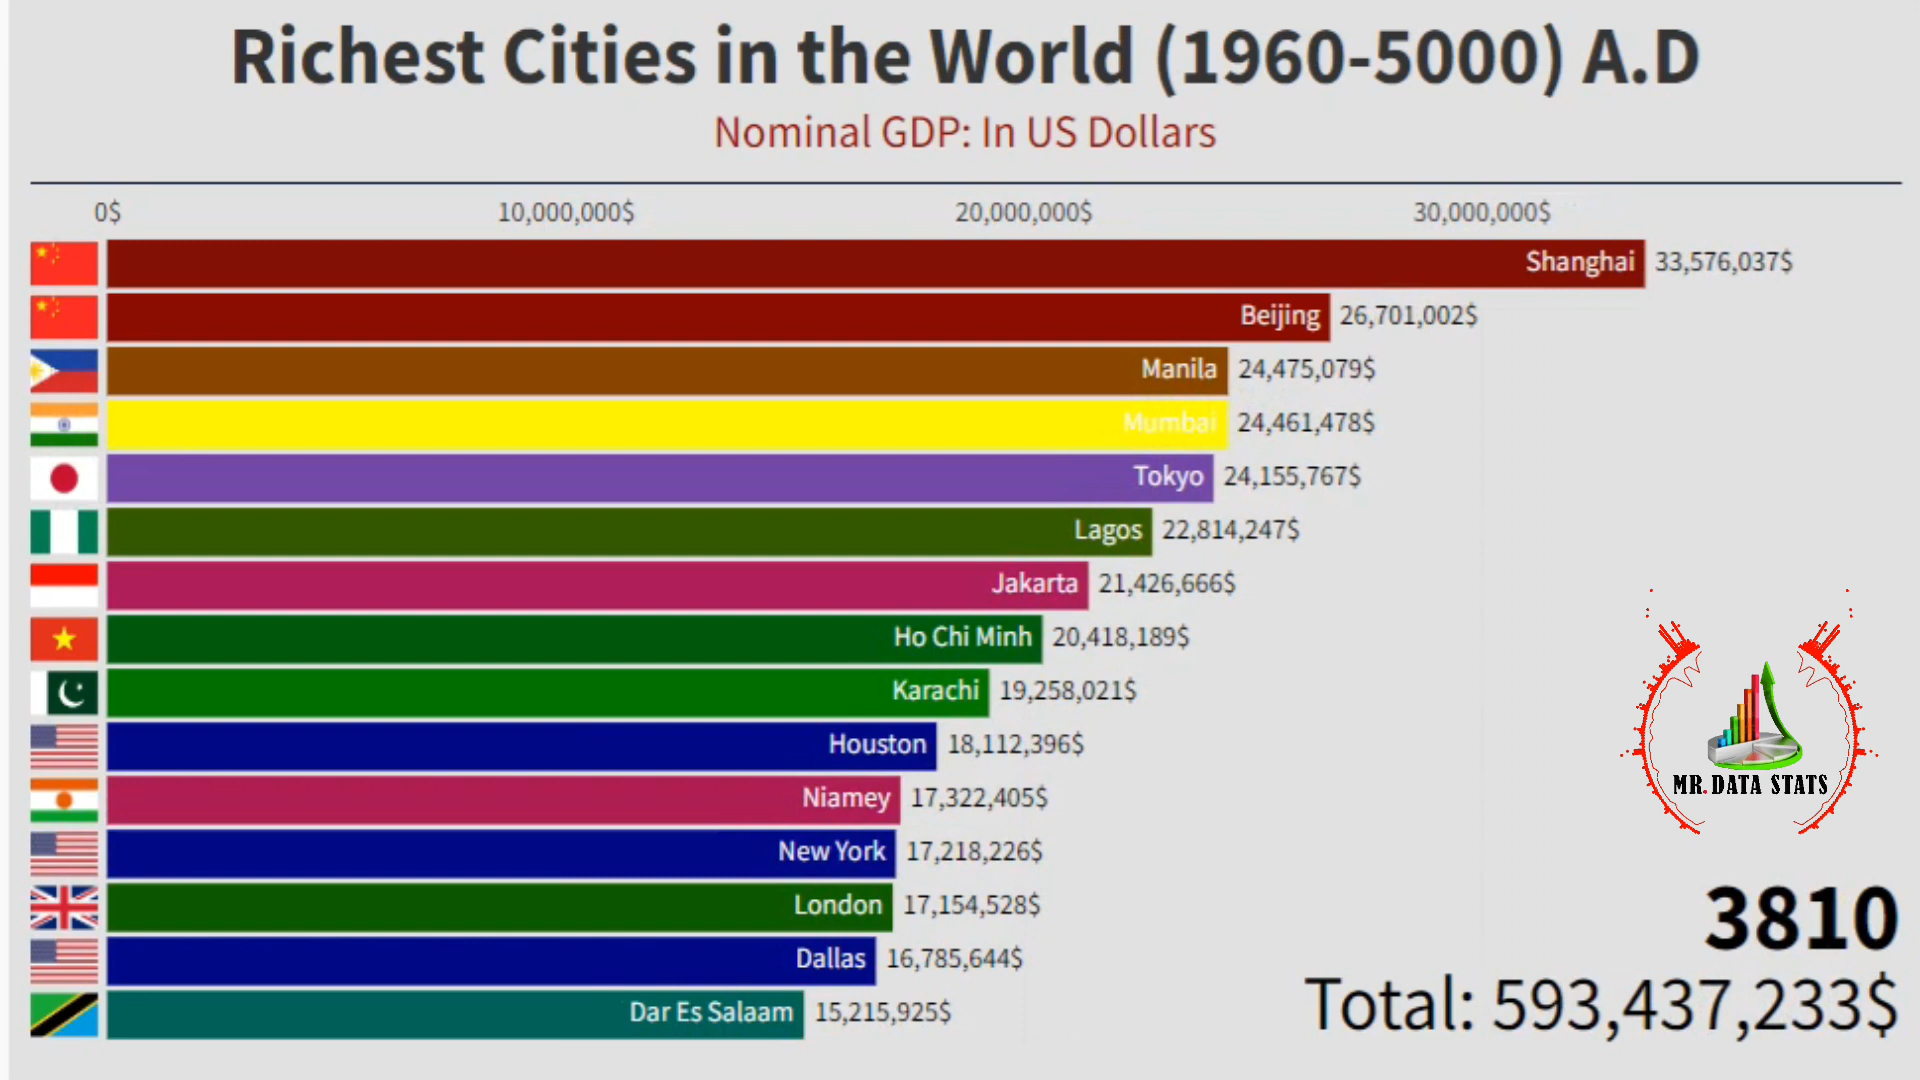 Richest Cities in the World (1960-5000) A.D
Nominal GDP: In US Dollars
0$ 10,000,000$ 20,000,000$ 30,000,000$
Shanghai 33,576,037$
Beijing 26,701,002$
Manila 24,475,079$
Mumbai 24,461,478$
Tokyo 24,155,767$
Lagos 22,814,247$
Jakarta 21,426,666$
Ho Chi Minh 20,418,189$
Karachi 19,258,021$
Houston 18,112,396$
Niamey 17,322,405$
New York 17,218,226$
London 17,154,528$
Dallas 16,785,644$
Dar Es Salaam 15,215,925$
MR.DATA STATS
3810
Total: 593,437,233$